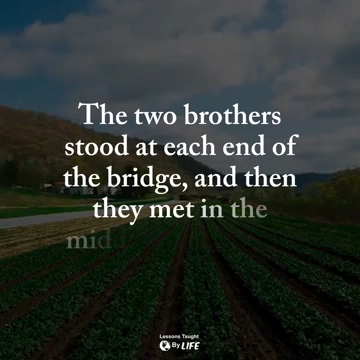 The two brothers
stood at each end of
the bridge, and then
they met in the
mid
Lessons Taught
By LIFE